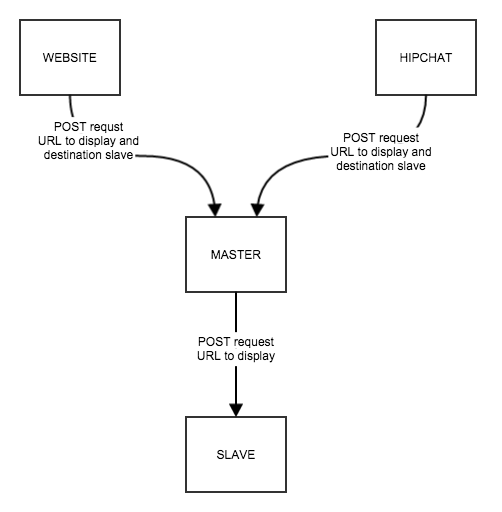 WEBSITE
HIPCHAT
POST requst
URL to display and
destination slave
POST request
URL to display and
destination slave
MASTER
POST request
URL to display
SLAVE